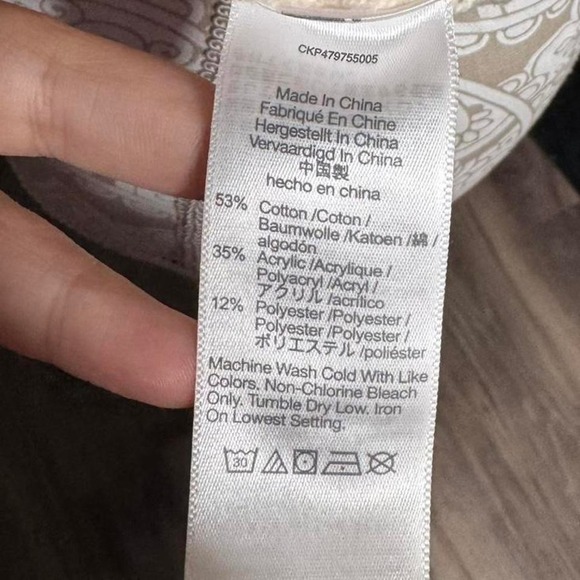 CKP479755005
Made In China
Fabriqué En Chine
Hergestellt In China
Vervaardigd In China
中国製
hecho en china
53% Cotton /Coton /
Baumwolle /Katoen /綿 /
algodón
35% Acrylic /Acrylique /
Polyacryl /Acryl /
アクリル /acrílico
12% Polyester /Polyester /
Polyester /Polyester /
ポリエステル /poliéster
Machine Wash Cold With Like
Colors. Non-Chlorine Bleach
Only. Tumble Dry Low. Iron
On Lowest Setting.
30